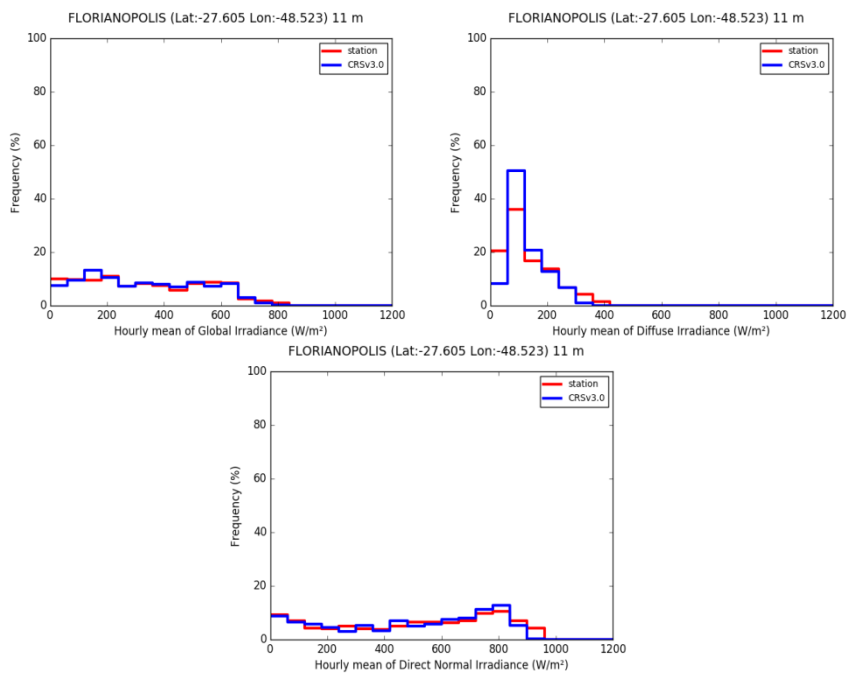 FLORIANOPOLIS (Lat:-27.605 Lon:-48.523) 11 m
100
80
60
40
20
0
Frequency (%)
station
CRSv3.0
0 200 400 600 800 1000 1200
Hourly mean of Global Irradiance (W/m²)
FLORIANOPOLIS (Lat:-27.605 Lon:-48.523) 11 m
100
80
60
40
20
0
Frequency (%)
station
CRSv3.0
0 200 400 600 800 1000 1200
Hourly mean of Diffuse Irradiance (W/m²)
FLORIANOPOLIS (Lat:-27.605 Lon:-48.523) 11 m
100
80
60
40
20
0
Frequency (%)
station
CRSv3.0
0 200 400 600 800 1000 1200
Hourly mean of Direct Normal Irradiance (W/m²)